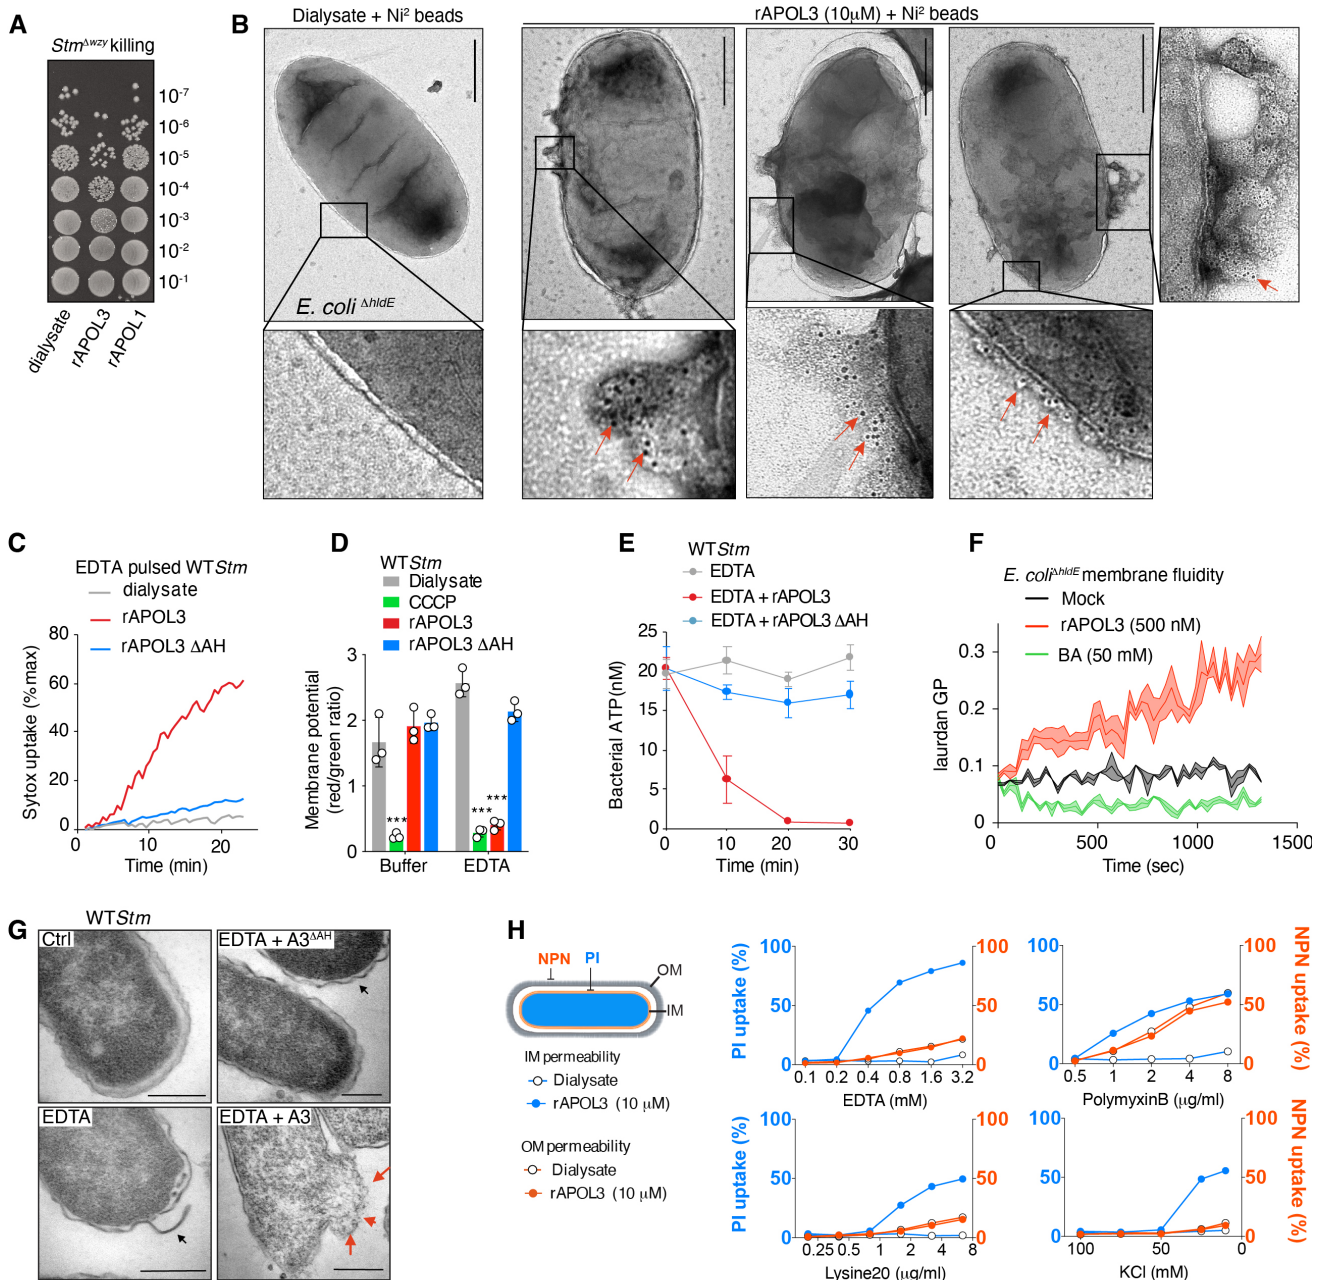 A
Stm^Δwzy killing
10⁻⁷
10⁻⁶
10⁻⁵
10⁻⁴
10⁻³
10⁻²
10⁻¹
dialysate
rAPOL3
rAPOL1
B
Dialysate + Ni² beads
rAPOL3 (10μM) + Ni² beads
E. coli ^ΔhldE
C
EDTA pulsed WT Stm
dialysate
rAPOL3
rAPOL3 ΔAH
Sytox uptake (%max)
80
60
40
20
0
0
10
20
Time (min)
D
WT Stm
Dialysate
CCCP
rAPOL3
rAPOL3 ΔAH
Membrane potential
(red/green ratio)
3
2
1
0
***
***
***
Buffer
EDTA
E
WT Stm
EDTA
EDTA + rAPOL3
EDTA + rAPOL3 ΔAH
Bacterial ATP (nM)
25
20
15
10
5
0
0
10
20
30
Time (min)
F
E. coli^ΔhldE membrane fluidity
Mock
rAPOL3 (500 nM)
BA (50 mM)
laurdan GP
0.3
0.2
0.1
0
0
500
1000
1500
Time (sec)
G
WT Stm
Ctrl
EDTA + A3^ΔAH
EDTA
EDTA + A3
H
NPN
PI
OM
IM
IM permeability
Dialysate
rAPOL3 (10 μM)
OM permeability
Dialysate
rAPOL3 (10 μM)
PI uptake (%)
100
50
0
100
50
0
0.1 0.2 0.4 0.8 1.6 3.2
EDTA (mM)
100
50
0
100
50
0
NPN uptake (%)
0.5 1 2 4 8
PolymyxinB (μg/ml)
PI uptake (%)
100
50
0
100
50
0
0.25 0.5 1 2 4 8
Lysine20 (μg/ml)
100
50
0
100
50
0
NPN uptake (%)
100 50 0
KCl (mM)